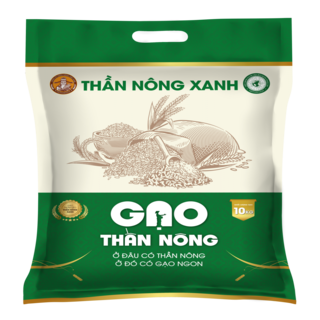 THẦN NÔNG XANH
GẠO
10
THẦN NÔNG
Ở ĐÂU CÓ THẦN NÔNG
Ở ĐÓ CÓ GẠO NGON